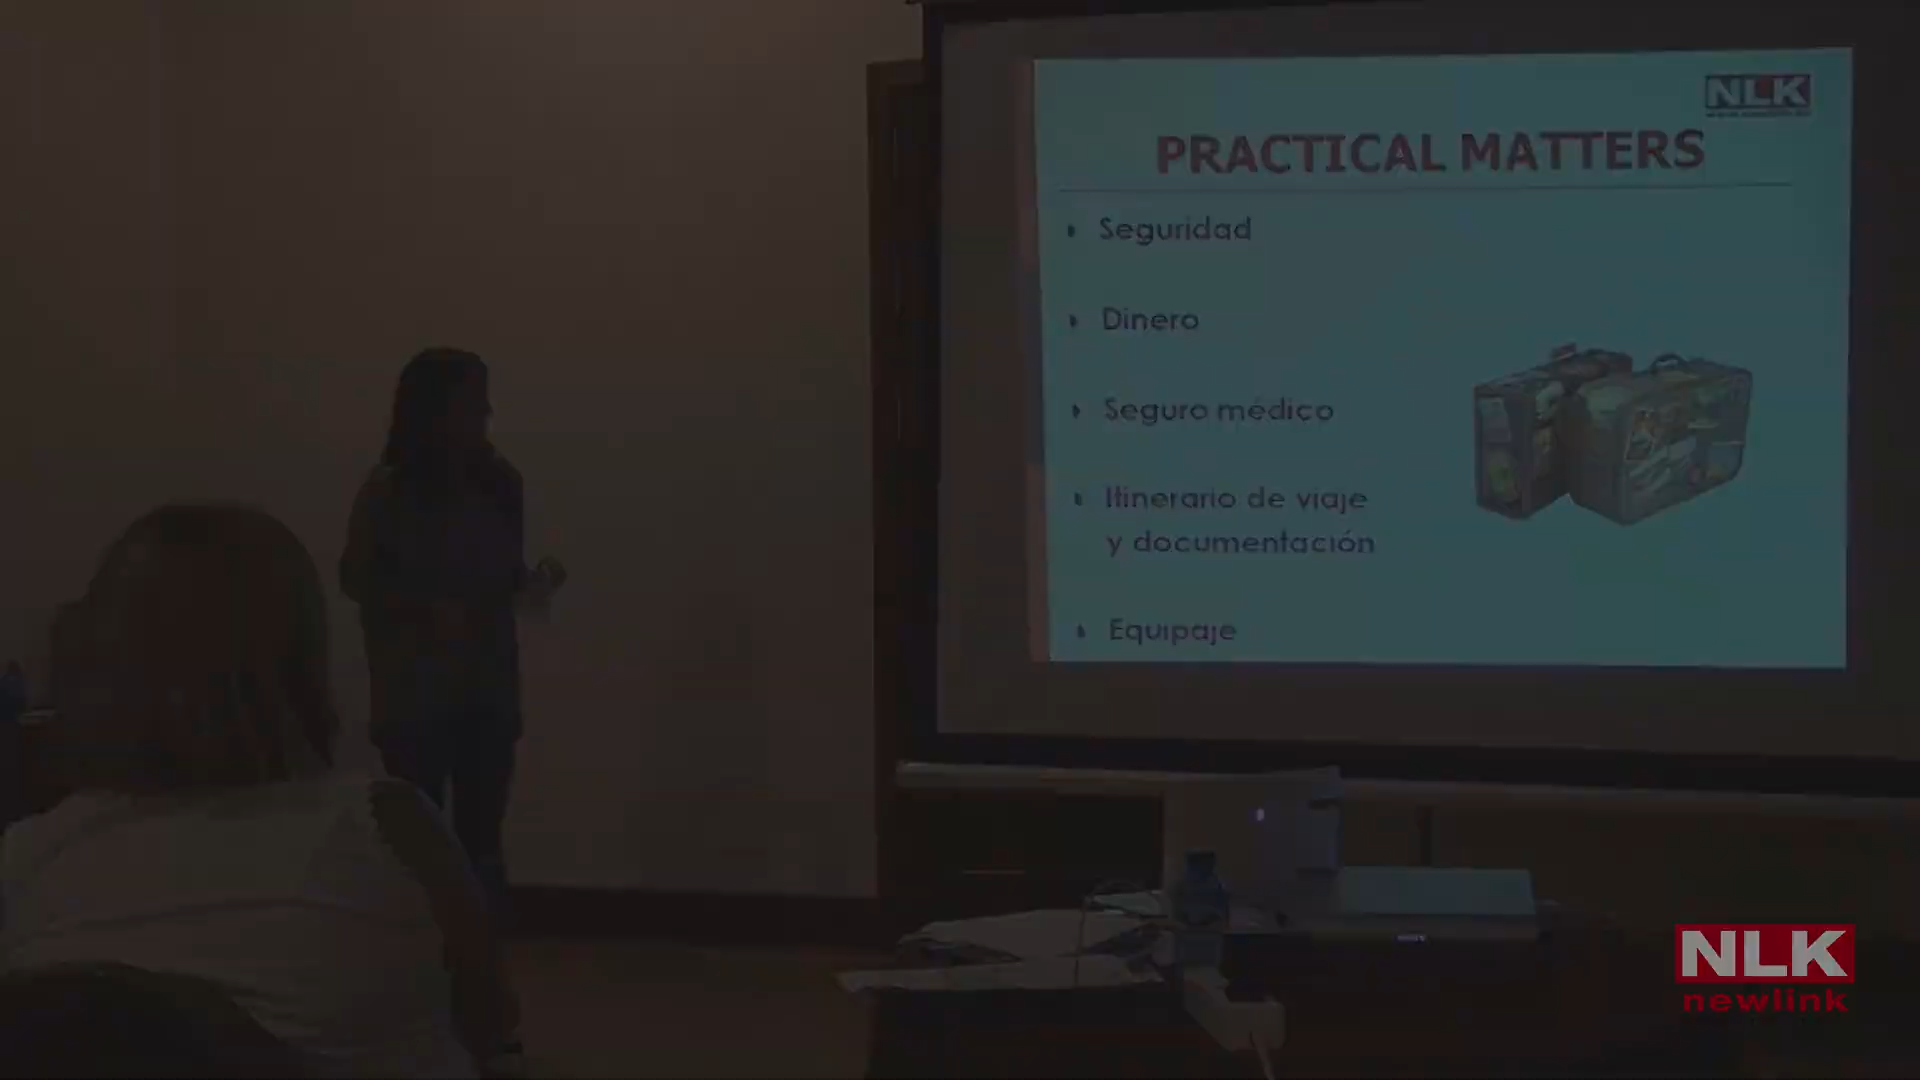 NLK
PRACTICAL MATTERS
Seguridad
Dinero
Seguro médico
Itinerario de viaje
y documentación
Equipaje
NLK
newlink